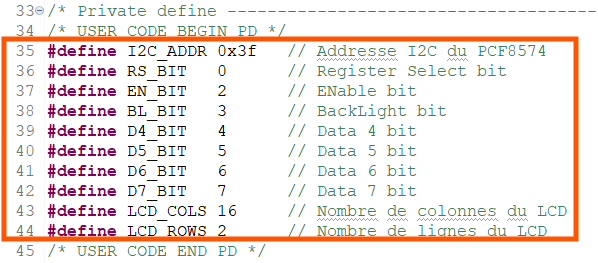 33 /* Private define -------------------------------------
34 /* USER CODE BEGIN PD */
35 #define I2C_ADDR 0x3f // Addresse I2C du PCF8574
36 #define RS_BIT 0 // Register Select bit
37 #define EN_BIT 2 // ENable bit
38 #define BL_BIT 3 // BackLight bit
39 #define D4_BIT 4 // Data 4 bit
40 #define D5_BIT 5 // Data 5 bit
41 #define D6_BIT 6 // Data 6 bit
42 #define D7_BIT 7 // Data 7 bit
43 #define LCD_COLS 16 // Nombre de colonnes du LCD
44 #define LCD_ROWS 2 // Nombre de lignes du LCD
45 /* USER CODE END PD */